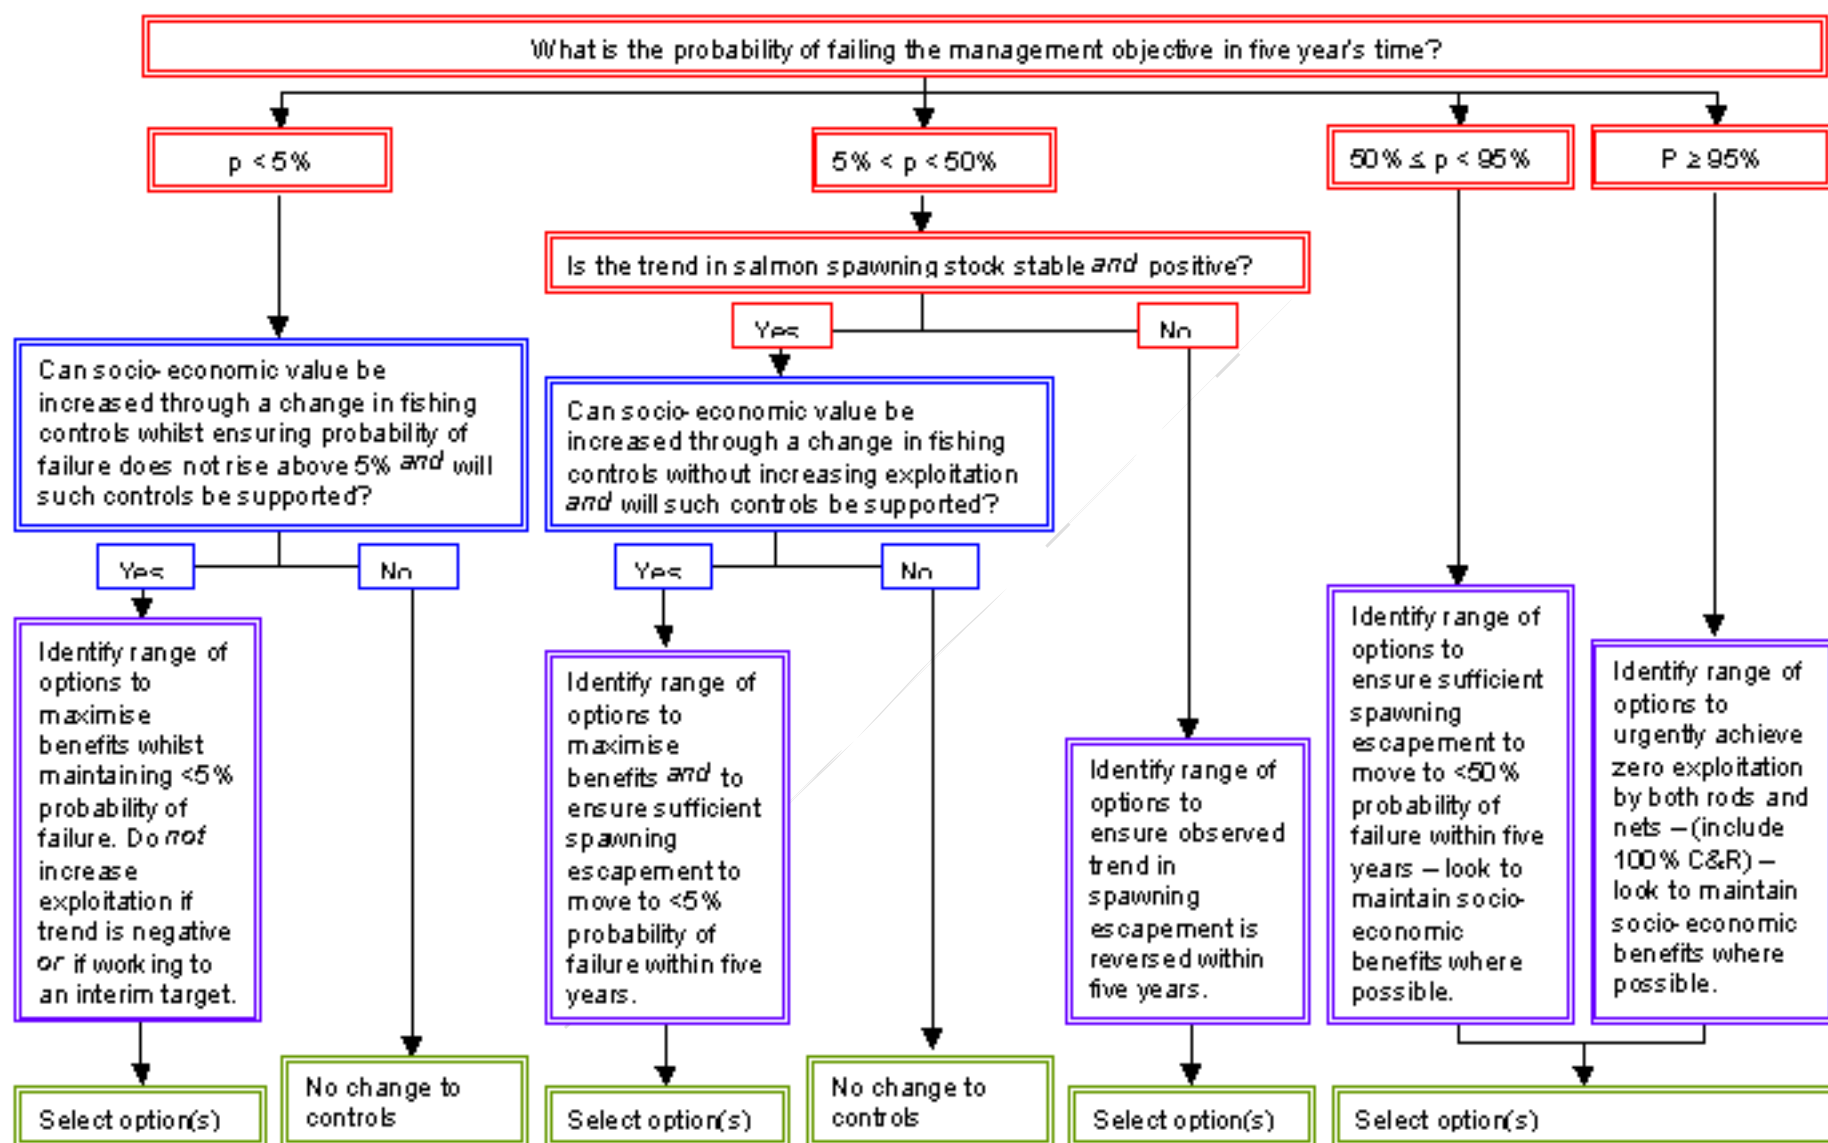 What is the probability of failing the management objective in five year's time?
p < 5%
5% < p < 50%
50% ≤ p < 95%
P ≥ 95%
Is the trend in salmon spawning stock stable and positive?
Yes
No
Can socio-economic value be
increased through a change in fishing
controls whilst ensuring probability of
failure does not rise above 5% and will
such controls be supported?
Can socio-economic value be
increased through a change in fishing
controls without increasing exploitation
and will such controls be supported?
Yes
No
Yes
No
Identify range of
options to
maximise
benefits whilst
maintaining <5%
probability of
failure. Do not
increase
exploitation if
trend is negative
or if working to
an interim target.
Identify range of
options to
maximise
benefits and to
ensure sufficient
spawning
escapement to
move to <5%
probability of
failure within five
years.
Identify range of
options to
ensure observed
trend in
spawning
escapement is
reversed within
five years.
Identify range of
options to
ensure sufficient
spawning
escapement to
move to <50%
probability of
failure within five
years – look to
maintain socio-
economic
benefits where
possible.
Identify range of
options to
urgently achieve
zero exploitation
by both rods and
nets – (include
100% C&R) –
look to maintain
socio-economic
benefits where
possible.
Select option(s)
No change to
controls
Select option(s)
No change to
controls
Select option(s)
Select option(s)